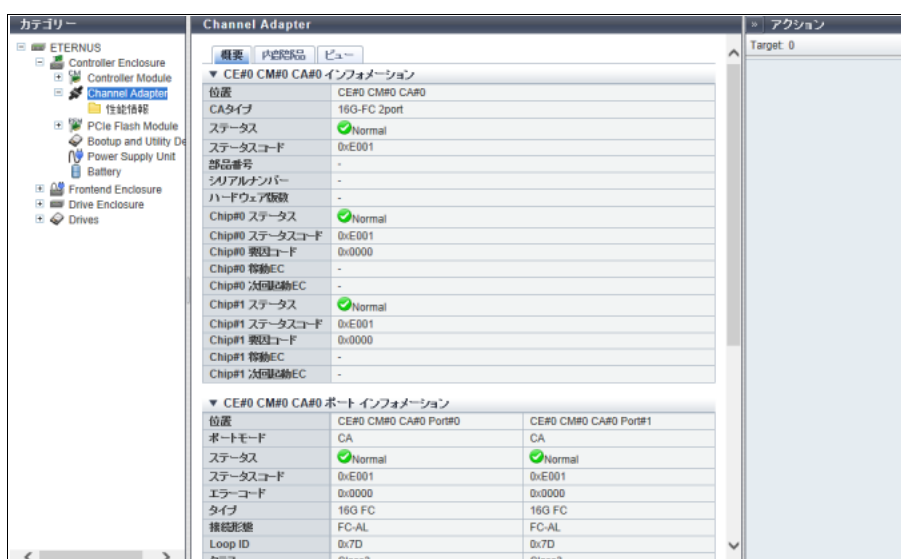 カテゴリー
ETERNUS
Controller Enclosure
Controller Module
Channel Adapter
性能情報
PCIe Flash Module
Bootup and Utility De
Power Supply Unit
Battery
Frontend Enclosure
Drive Enclosure
Drives
Channel Adapter
概要 内部部品 ビュー
▼ CE#0 CM#0 CA#0 インフォメーション
位置 CE#0 CM#0 CA#0
CAタイプ 16G-FC 2port
ステータス Normal
ステータスコード 0xE001
部品番号 -
シリアルナンバー -
ハードウェア版数 -
Chip#0 ステータス Normal
Chip#0 ステータスコード 0xE001
Chip#0 要因コード 0x0000
Chip#0 稼動EC -
Chip#0 次回起動EC -
Chip#1 ステータス Normal
Chip#1 ステータスコード 0xE001
Chip#1 要因コード 0x0000
Chip#1 稼動EC -
Chip#1 次回起動EC -
▼ CE#0 CM#0 CA#0 ポート インフォメーション
位置 CE#0 CM#0 CA#0 Port#0 CE#0 CM#0 CA#0 Port#1
ポートモード CA CA
ステータス Normal Normal
ステータスコード 0xE001 0xE001
エラーコード 0x0000 0x0000
タイプ 16G FC 16G FC
接続形態 FC-AL FC-AL
Loop ID 0x7D 0x7D
» アクション
Target: 0